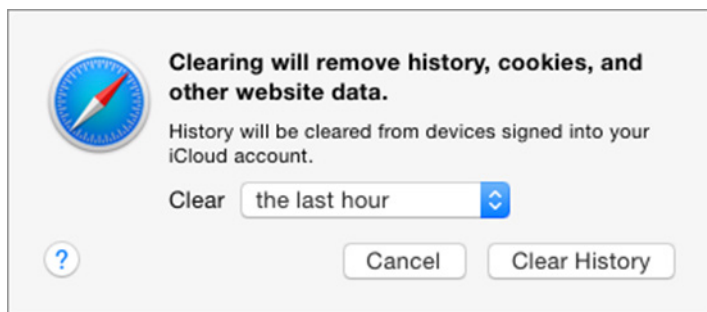 Clearing will remove history, cookies, and
other website data.
History will be cleared from devices signed into your
iCloud account.
Clear the last hour
? Cancel Clear History